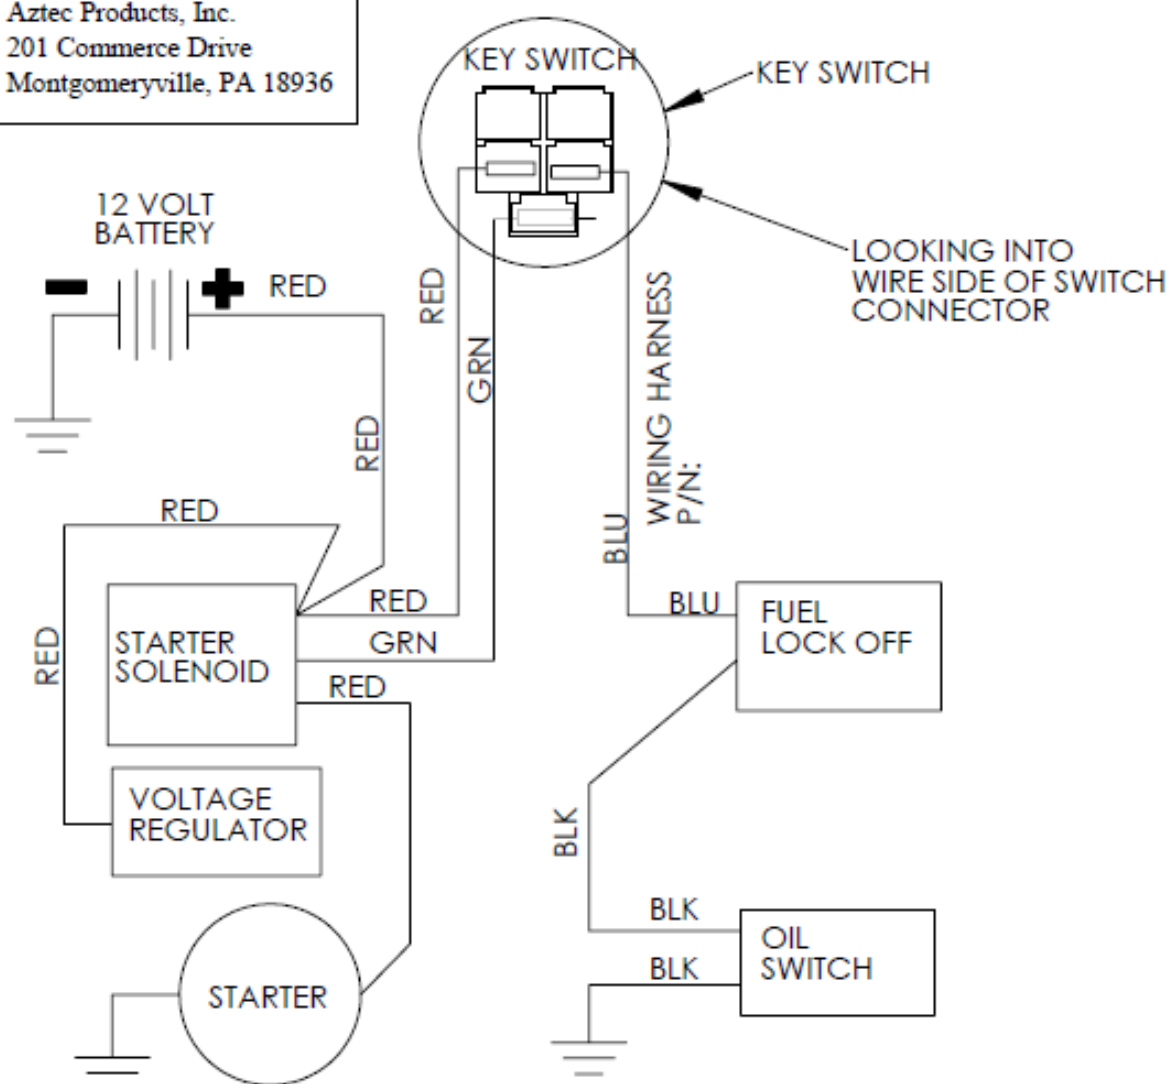 Aztec Products, Inc.
201 Commerce Drive
Montgomeryville, PA 18936
KEY SWITCH
KEY SWITCH
LOOKING INTO
WIRE SIDE OF SWITCH
CONNECTOR
12 VOLT
BATTERY
RED
RED
GRN
WIRING HARNESS
P/N:
RED
RED
BLU
RED
GRN
RED
BLU
FUEL
LOCK OFF
STARTER
SOLENOID
RED
VOLTAGE
REGULATOR
BLK
BLK
BLK
OIL
SWITCH
STARTER